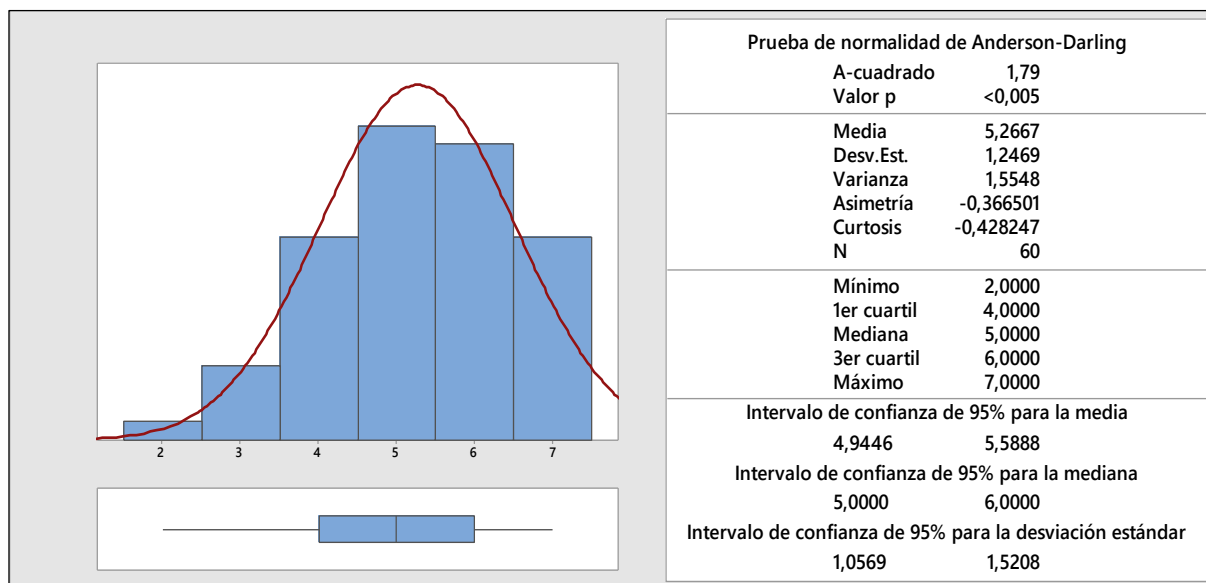 2 3 4 5 6 7
Prueba de normalidad de Anderson-Darling
A-cuadrado 1,79
Valor p <0,005
Media 5,2667
Desv.Est. 1,2469
Varianza 1,5548
Asimetría -0,366501
Curtosis -0,428247
N 60
Mínimo 2,0000
1er cuartil 4,0000
Mediana 5,0000
3er cuartil 6,0000
Máximo 7,0000
Intervalo de confianza de 95% para la media
4,9446 5,5888
Intervalo de confianza de 95% para la mediana
5,0000 6,0000
Intervalo de confianza de 95% para la desviación estándar
1,0569 1,5208